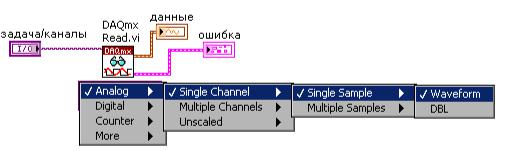 данные
DAQmx
Read.vi
задача/каналы
ошибка
I/O
DAQmx
✓ Analog
Digital
Counter
More
✓ Single Channel
Multiple Channels
Unscaled
✓ Single Sample
Multiple Samples
✓ Waveform
DBL